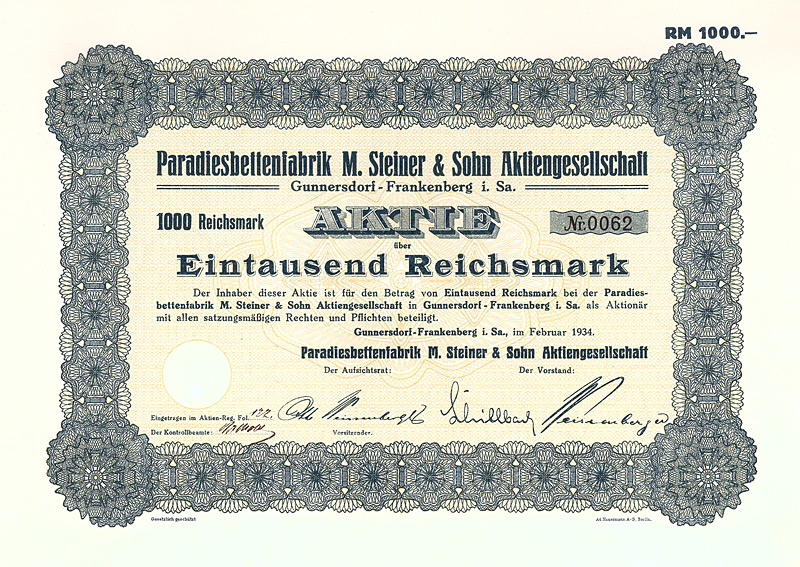 RM 1000.—
Paradiesbettenfabrik M. Steiner & Sohn Aktiengesellschaft
Gunnersdorf-Frankenberg i. Sa.
1000 Reichsmark AKTIE Nr. 0062
über
Eintausend Reichsmark
Der Inhaber dieser Aktie ist für den Betrag von Eintausend Reichsmark bei der Paradies-
bettenfabrik M. Steiner & Sohn Aktiengesellschaft in Gunnersdorf-Frankenberg i. Sa. als Aktionär
mit allen satzungsmäßigen Rechten und Pflichten beteiligt.
Gunnersdorf-Frankenberg i. Sa., im Februar 1934.
Paradiesbettenfabrik M. Steiner & Sohn Aktiengesellschaft
Der Aufsichtsrat: Der Vorstand:
Eingetragen im Aktien-Reg. Fol. 122.
Der Kontrollbeamte: Vorsitzender.
Gesetzlich geschützt